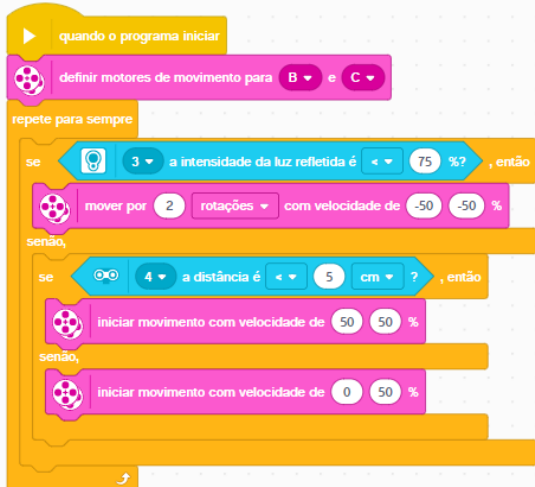 quando o programa iniciar
definir motores de movimento para B e C
repete para sempre
se 3 a intensidade da luz refletida é < 75 %? , então
mover por 2 rotações com velocidade de -50 -50 %
senão,
se 4 a distância é < 5 cm ? , então
iniciar movimento com velocidade de 50 50 %
senão,
iniciar movimento com velocidade de 0 50 %